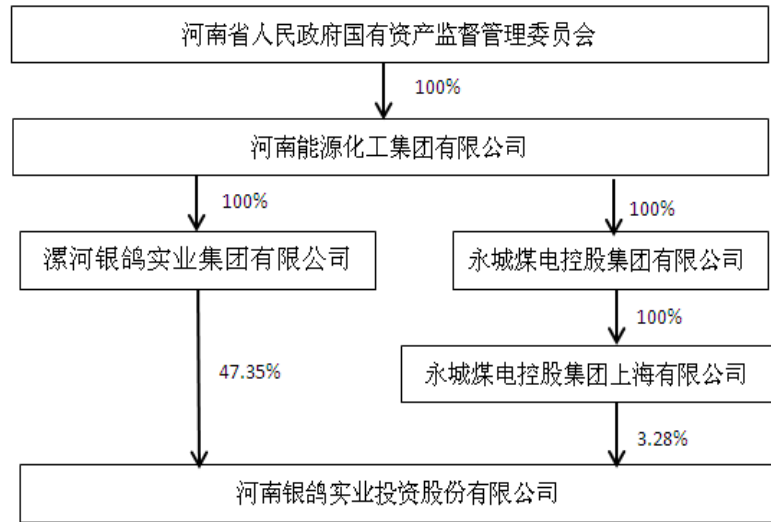 河南省人民政府国有资产监督管理委员会
100%
河南能源化工集团有限公司
100%
100%
漯河银鸽实业集团有限公司
永城煤电控股集团有限公司
100%
47.35%
永城煤电控股集团上海有限公司
3.28%
河南银鸽实业投资股份有限公司